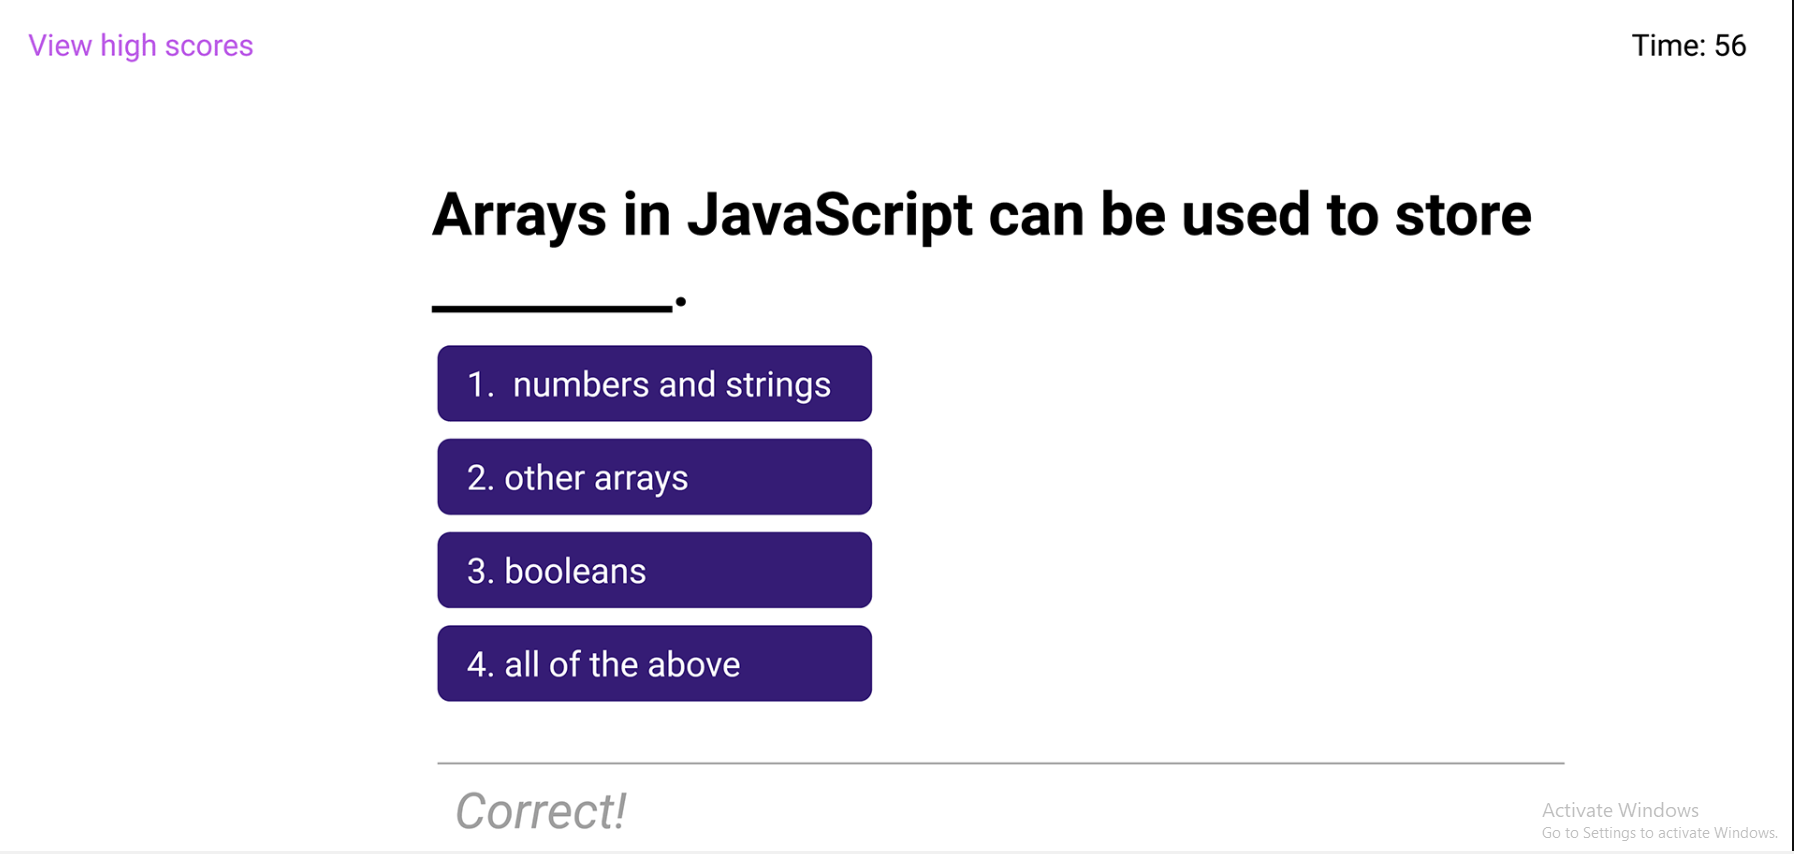 View high scores
Time: 56
Arrays in JavaScript can be used to store
________.
1. numbers and strings
2. other arrays
3. booleans
4. all of the above
Correct!
Activate Windows
Go to Settings to activate Windows.